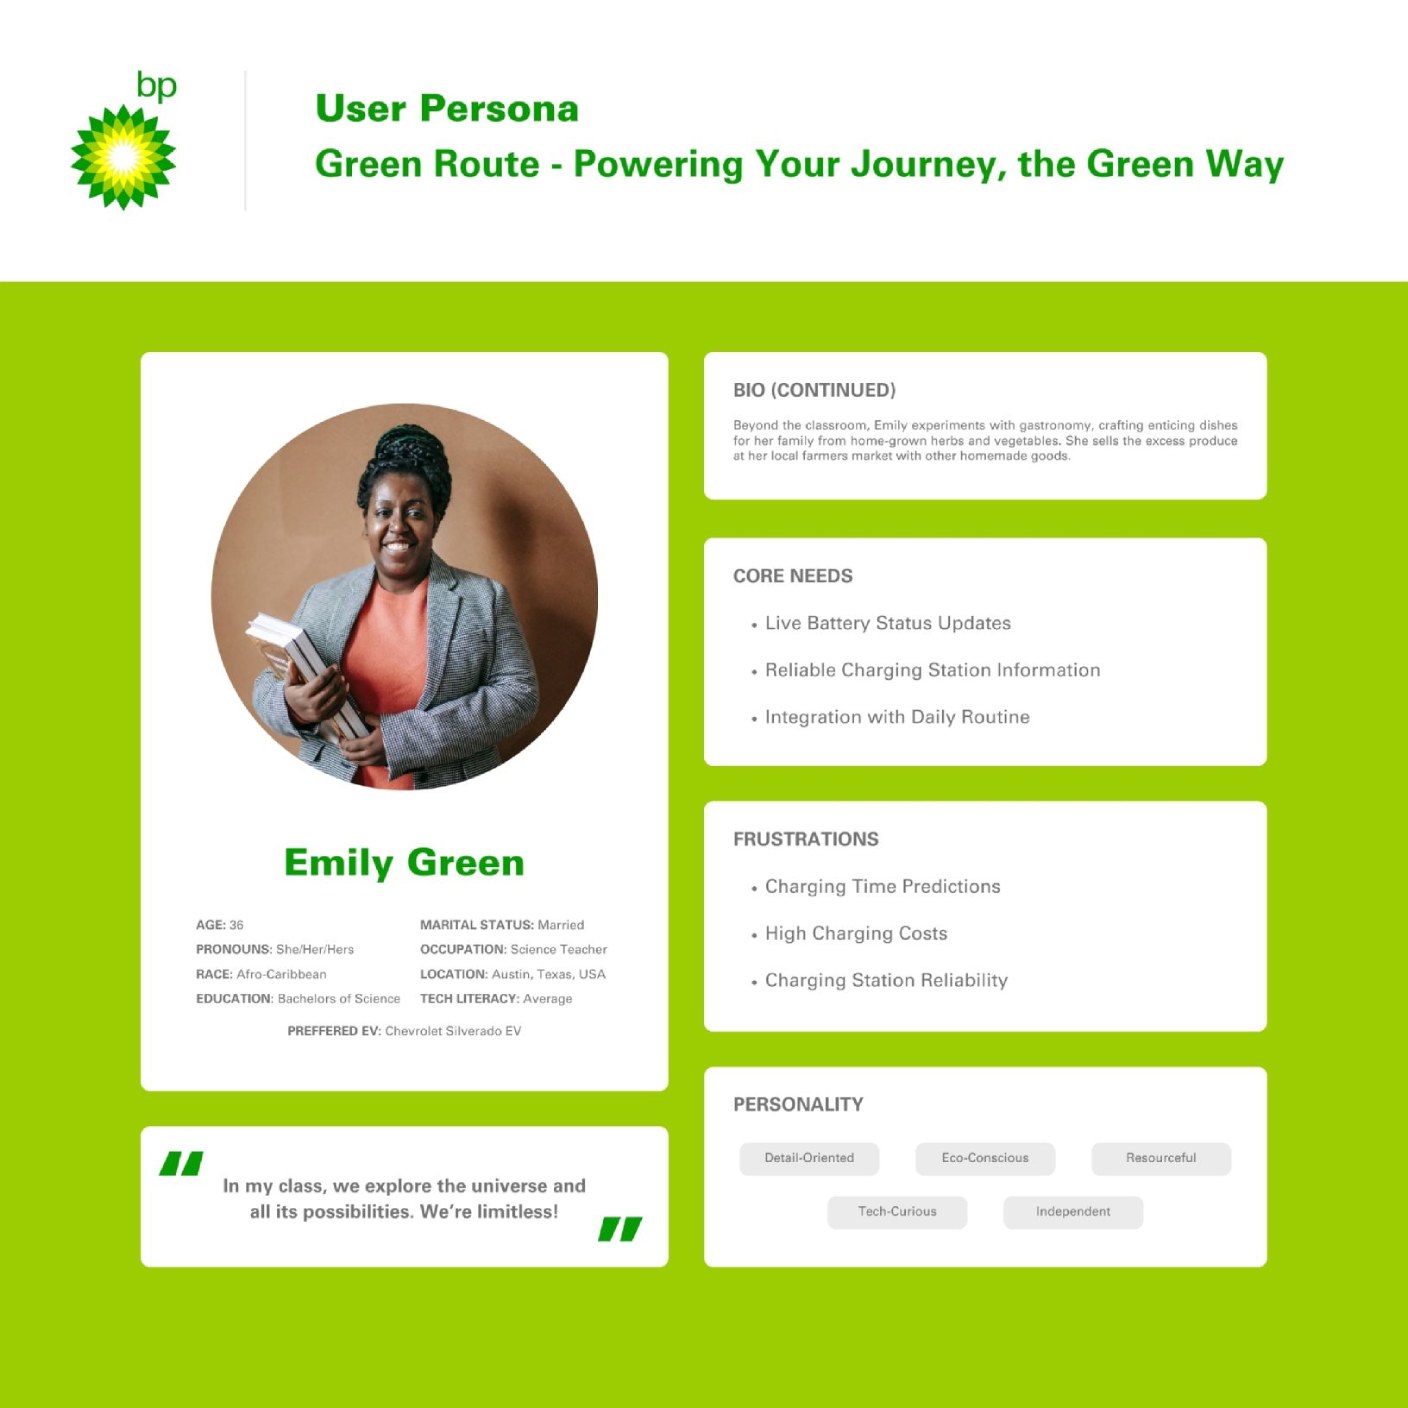 bp
User Persona
Green Route - Powering Your Journey, the Green Way
Emily Green
AGE: 36
MARITAL STATUS: Married
PRONOUNS: She/Her/Hers
OCCUPATION: Science Teacher
RACE: Afro-Caribbean
LOCATION: Austin, Texas, USA
EDUCATION: Bachelors of Science
TECH LITERACY: Average
PREFFERED EV: Chevrolet Silverado EV
In my class, we explore the universe and
all its possibilities. We’re limitless!
BIO (CONTINUED)
Beyond the classroom, Emily experiments with gastronomy, crafting enticing dishes
for her family from home-grown herbs and vegetables. She sells the excess produce
at her local farmers market with other homemade goods.
CORE NEEDS
• Live Battery Status Updates
• Reliable Charging Station Information
• Integration with Daily Routine
FRUSTRATIONS
• Charging Time Predictions
• High Charging Costs
• Charging Station Reliability
PERSONALITY
Detail-Oriented
Eco-Conscious
Resourceful
Tech-Curious
Independent